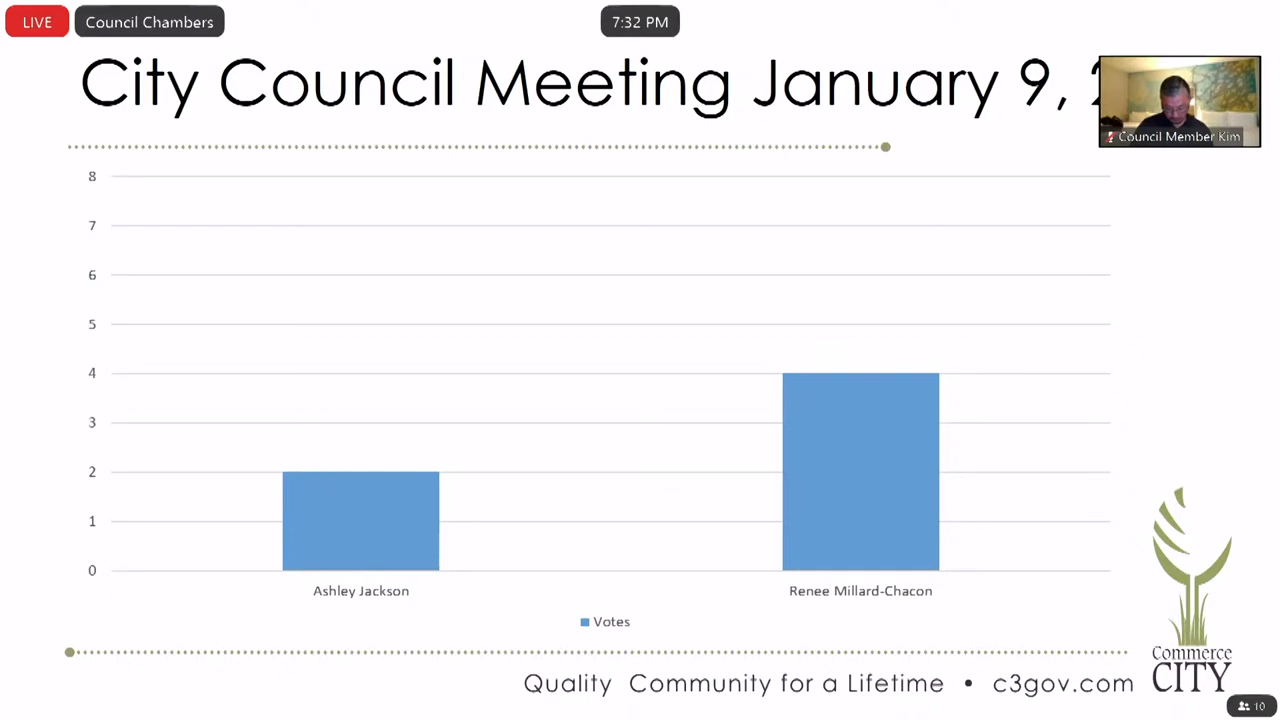 LIVE Council Chambers 7:32 PM
City Council Meeting January 9,
Council Member Kim
8
7
6
5
4
3
2
1
0
Ashley Jackson Renee Millard-Chacon
Votes
Quality Community for a Lifetime • c3gov.com
Commerce
CITY
10